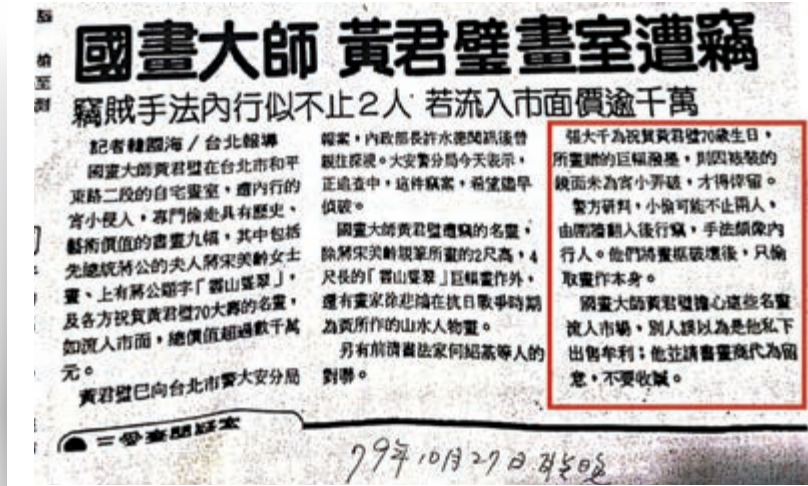 國畫大師 黃君璧畫室遭竊
竊賊手法內行似不止2人 若流入市面價逾千萬
記者韓國海/台北報導
國畫大師黃君璧在台北市和平
東路二段的自宅畫室,遭內行的
宵小侵入,專門偷走具有歷史、
藝術價值的書畫九幅,其中包括
先總統蔣公的夫人蔣宋美齡女士
畫、上有蔣公題字「雲山聳翠」,
及各方祝賀黃君璧70大壽的名畫,
如流入市面,總價值超過數千萬
元。
黃君璧已向台北市警大安分局
報案,內政部長許水德聞訊後曾
親往探視。大安警分局今天表示,
正追查中,這件竊案,希望儘早
偵破。
國畫大師黃君璧遭竊的名畫,
除蔣宋美齡親筆所畫的2尺高,4
尺長的「雲山聳翠」巨幅畫作外,
還有畫家徐悲鴻在抗日戰爭時期
為黃所作的山水人物畫。
另有前清書法家何紹基等人的
對聯。
張大千為祝賀黃君璧70歲生日,
所畫贈的巨幅潑墨,則因裱裝的
鏡面未為宵小弄破,才得倖留。
警方研判,小偷可能不止兩人,
由圍牆翻入後行竊,手法頗像內
行人。他們將畫框破壞後,只偷
取畫作本身。
國畫大師黃君璧擔心這些名畫
流入市場,別人誤以為是他私下
出售牟利;他並請書畫商代為留
意,不要收贓。
79年10月27日